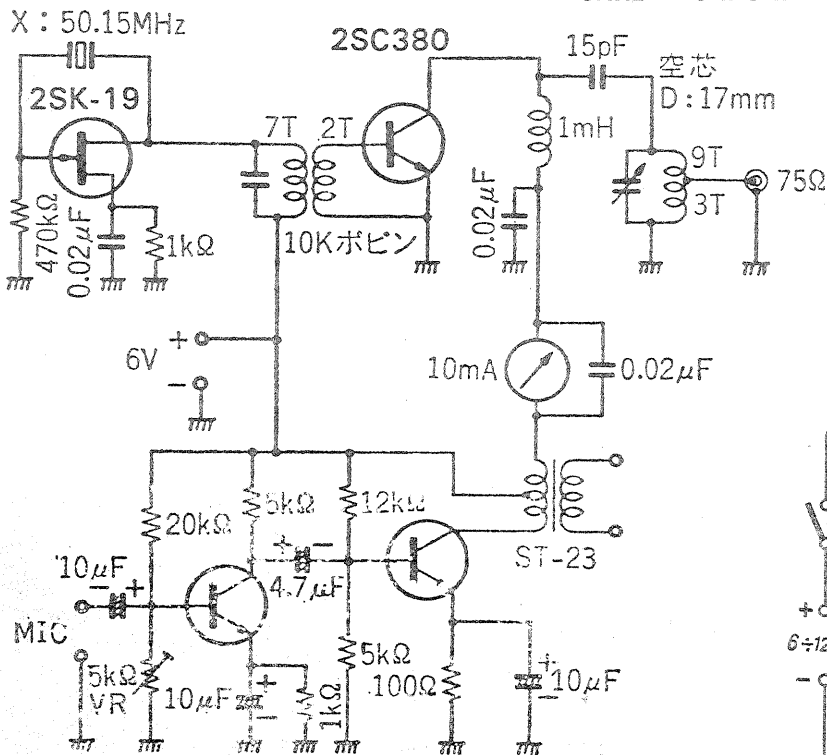 X : 50.15MHz
2SK-19
2SC380
15pF
空芯
D : 17mm
7T
2T
1mH
9T
3T
75Ω
470kΩ
0.02μF
1kΩ
10Kボビン
0.02μF
6V
+
-
10mA
0.02μF
20kΩ
5kΩ
12kΩ
ST-23
10μF
- +
+ -
4.7μF
MIC
5kΩ
VR
10μF
+
-
1kΩ
5kΩ
100Ω
+
-
10μF
+
6÷12
-